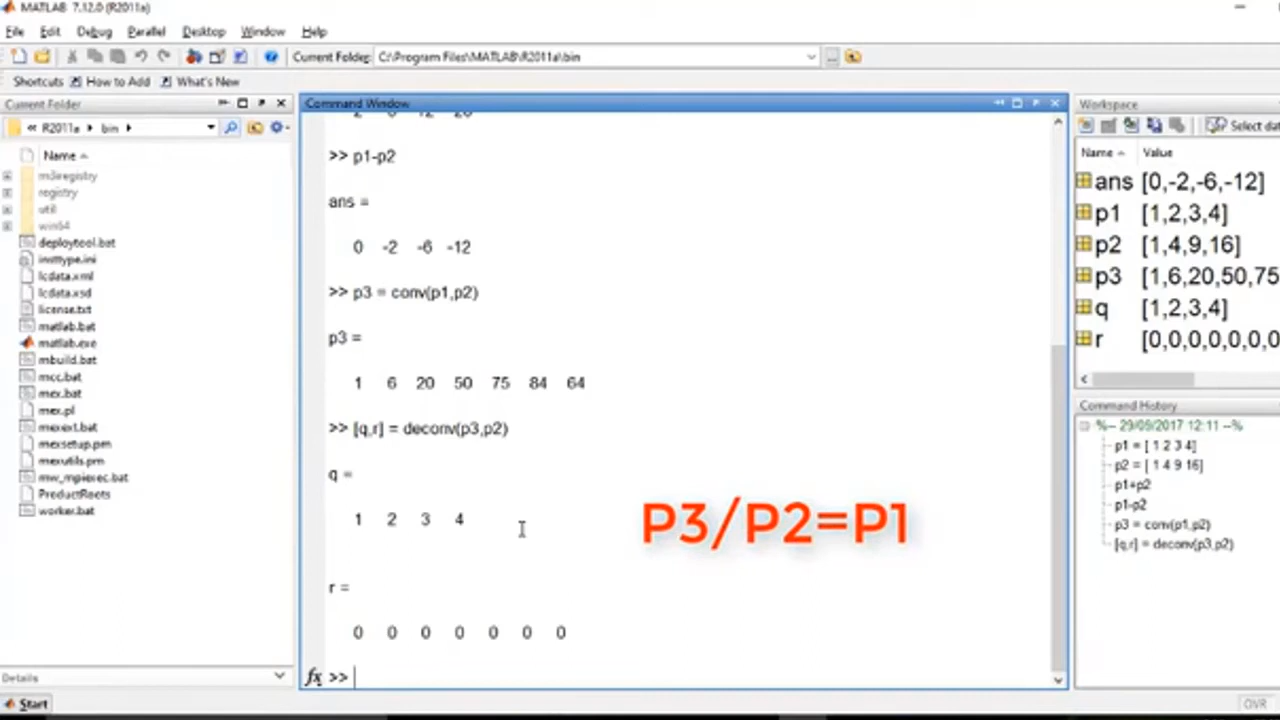 MATLAB 7.12.0 (R2011a)
File Edit Debug Parallel Desktop Window Help
Current Folder: C:\Program Files\MATLAB\R2011a\bin
Shortcuts How to Add What's New
Current Folder
« R2011a bin
Name
m3iregistry
registry
util
win64
deploytool.bat
insttype.ini
lcdata.xml
lcdata.xsd
license.txt
matlab.bat
matlab.exe
mbuild.bat
mcc.bat
mex.bat
mex.pl
mexext.bat
mexsetup.pm
mexutils.pm
mw_mpiexec.bat
ProductRoots
worker.bat
Details
Start
Command Window
>> p1-p2
ans =
0 -2 -6 -12
>> p3 = conv(p1,p2)
p3 =
1 6 20 50 75 84 64
>> [q,r] = deconv(p3,p2)
q =
1 2 3 4
P3/P2=P1
r =
0 0 0 0 0 0 0
fx >>
Workspace
Select dat
Name Value
ans [0,-2,-6,-12]
p1 [1,2,3,4]
p2 [1,4,9,16]
p3 [1,6,20,50,75
q [1,2,3,4]
r [0,0,0,0,0,0,0
Command History
%-- 29/09/2017 12:11 --%
p1 = [ 1 2 3 4]
p2 = [ 1 4 9 16]
p1+p2
p1-p2
p3 = conv(p1,p2)
[q,r] = deconv(p3,p2)
OVR